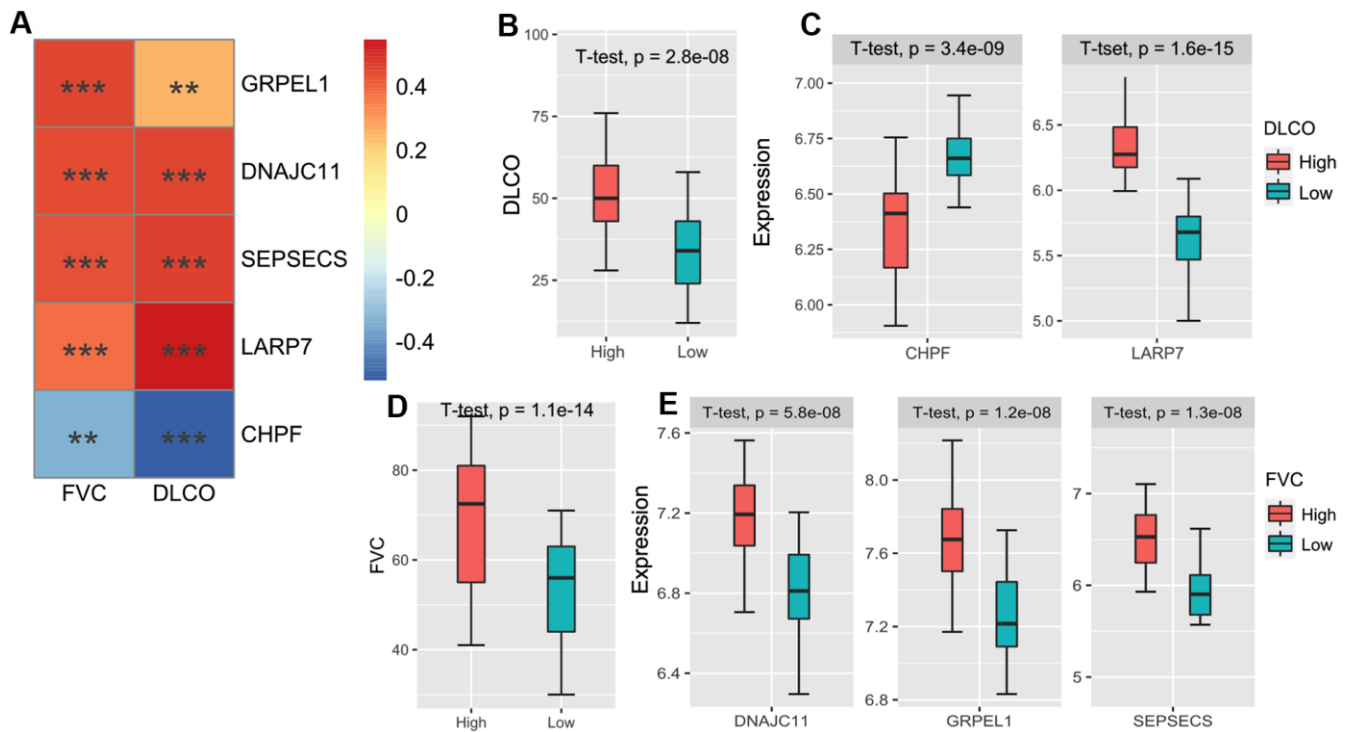 A
*** ** GRPEL1
*** *** DNAJC11
*** *** SEPSECS
*** *** LARP7
** *** CHPF
FVC DLCO
0.4
0.2
0
-0.2
-0.4
B
T-test, p = 2.8e-08
DLCO
100
75
50
25
High Low
C
T-test, p = 3.4e-09
Expression
7.00
6.75
6.50
6.25
6.00
CHPF
T-tset, p = 1.6e-15
6.5
6.0
5.5
5.0
LARP7
DLCO
High
Low
D
T-test, p = 1.1e-14
FVC
80
60
40
High Low
E
T-test, p = 5.8e-08
Expression
7.6
7.2
6.8
6.4
DNAJC11
T-test, p = 1.2e-08
8.0
7.6
7.2
6.8
GRPEL1
T-test, p = 1.3e-08
7
6
5
SEPSECS
FVC
High
Low